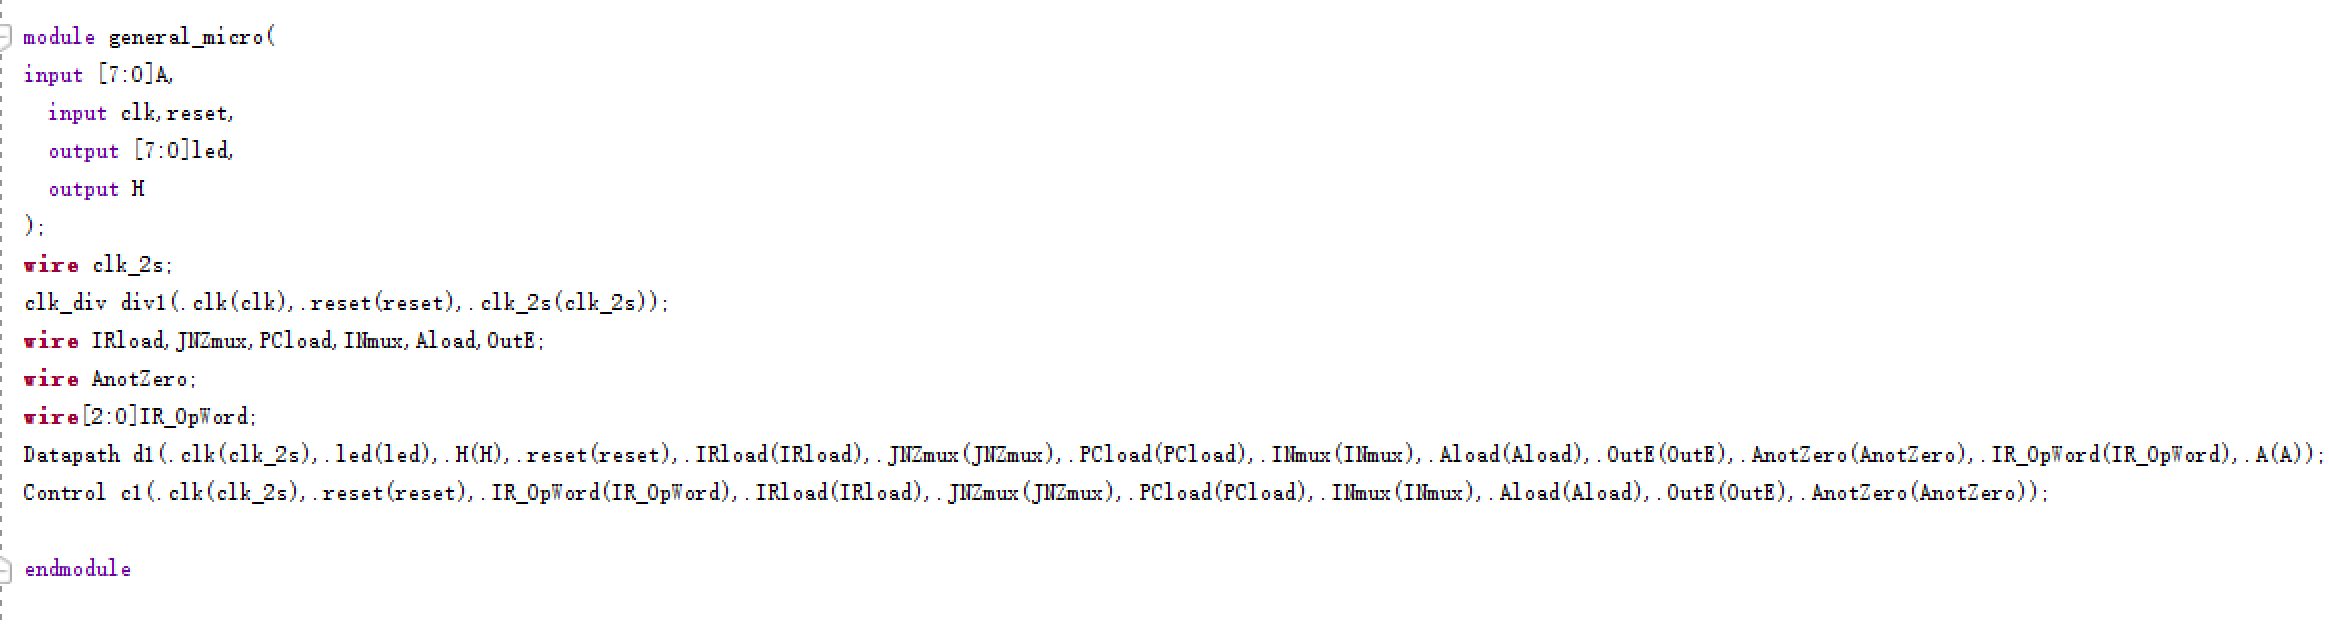 module general_micro(
input [7:0]A,
input clk,reset,
output [7:0]led,
output H
);
wire clk_2s;
clk_div div1(.clk(clk),.reset(reset),.clk_2s(clk_2s));
wire IRload,JNZmux,PCload,INmux,Aload,OutE;
wire AnotZero;
wire[2:0]IR_OpWord;
Datapath d1(.clk(clk_2s),.led(led),.H(H),.reset(reset),.IRload(IRload),.JNZmux(JNZmux),.PCload(PCload),.INmux(INmux),.Aload(Aload),.OutE(OutE),.AnotZero(AnotZero),.IR_OpWord(IR_OpWord),.A(A));
Control c1(.clk(clk_2s),.reset(reset),.IR_OpWord(IR_OpWord),.IRload(IRload),.JNZmux(JNZmux),.PCload(PCload),.INmux(INmux),.Aload(Aload),.OutE(OutE),.AnotZero(AnotZero));
endmodule